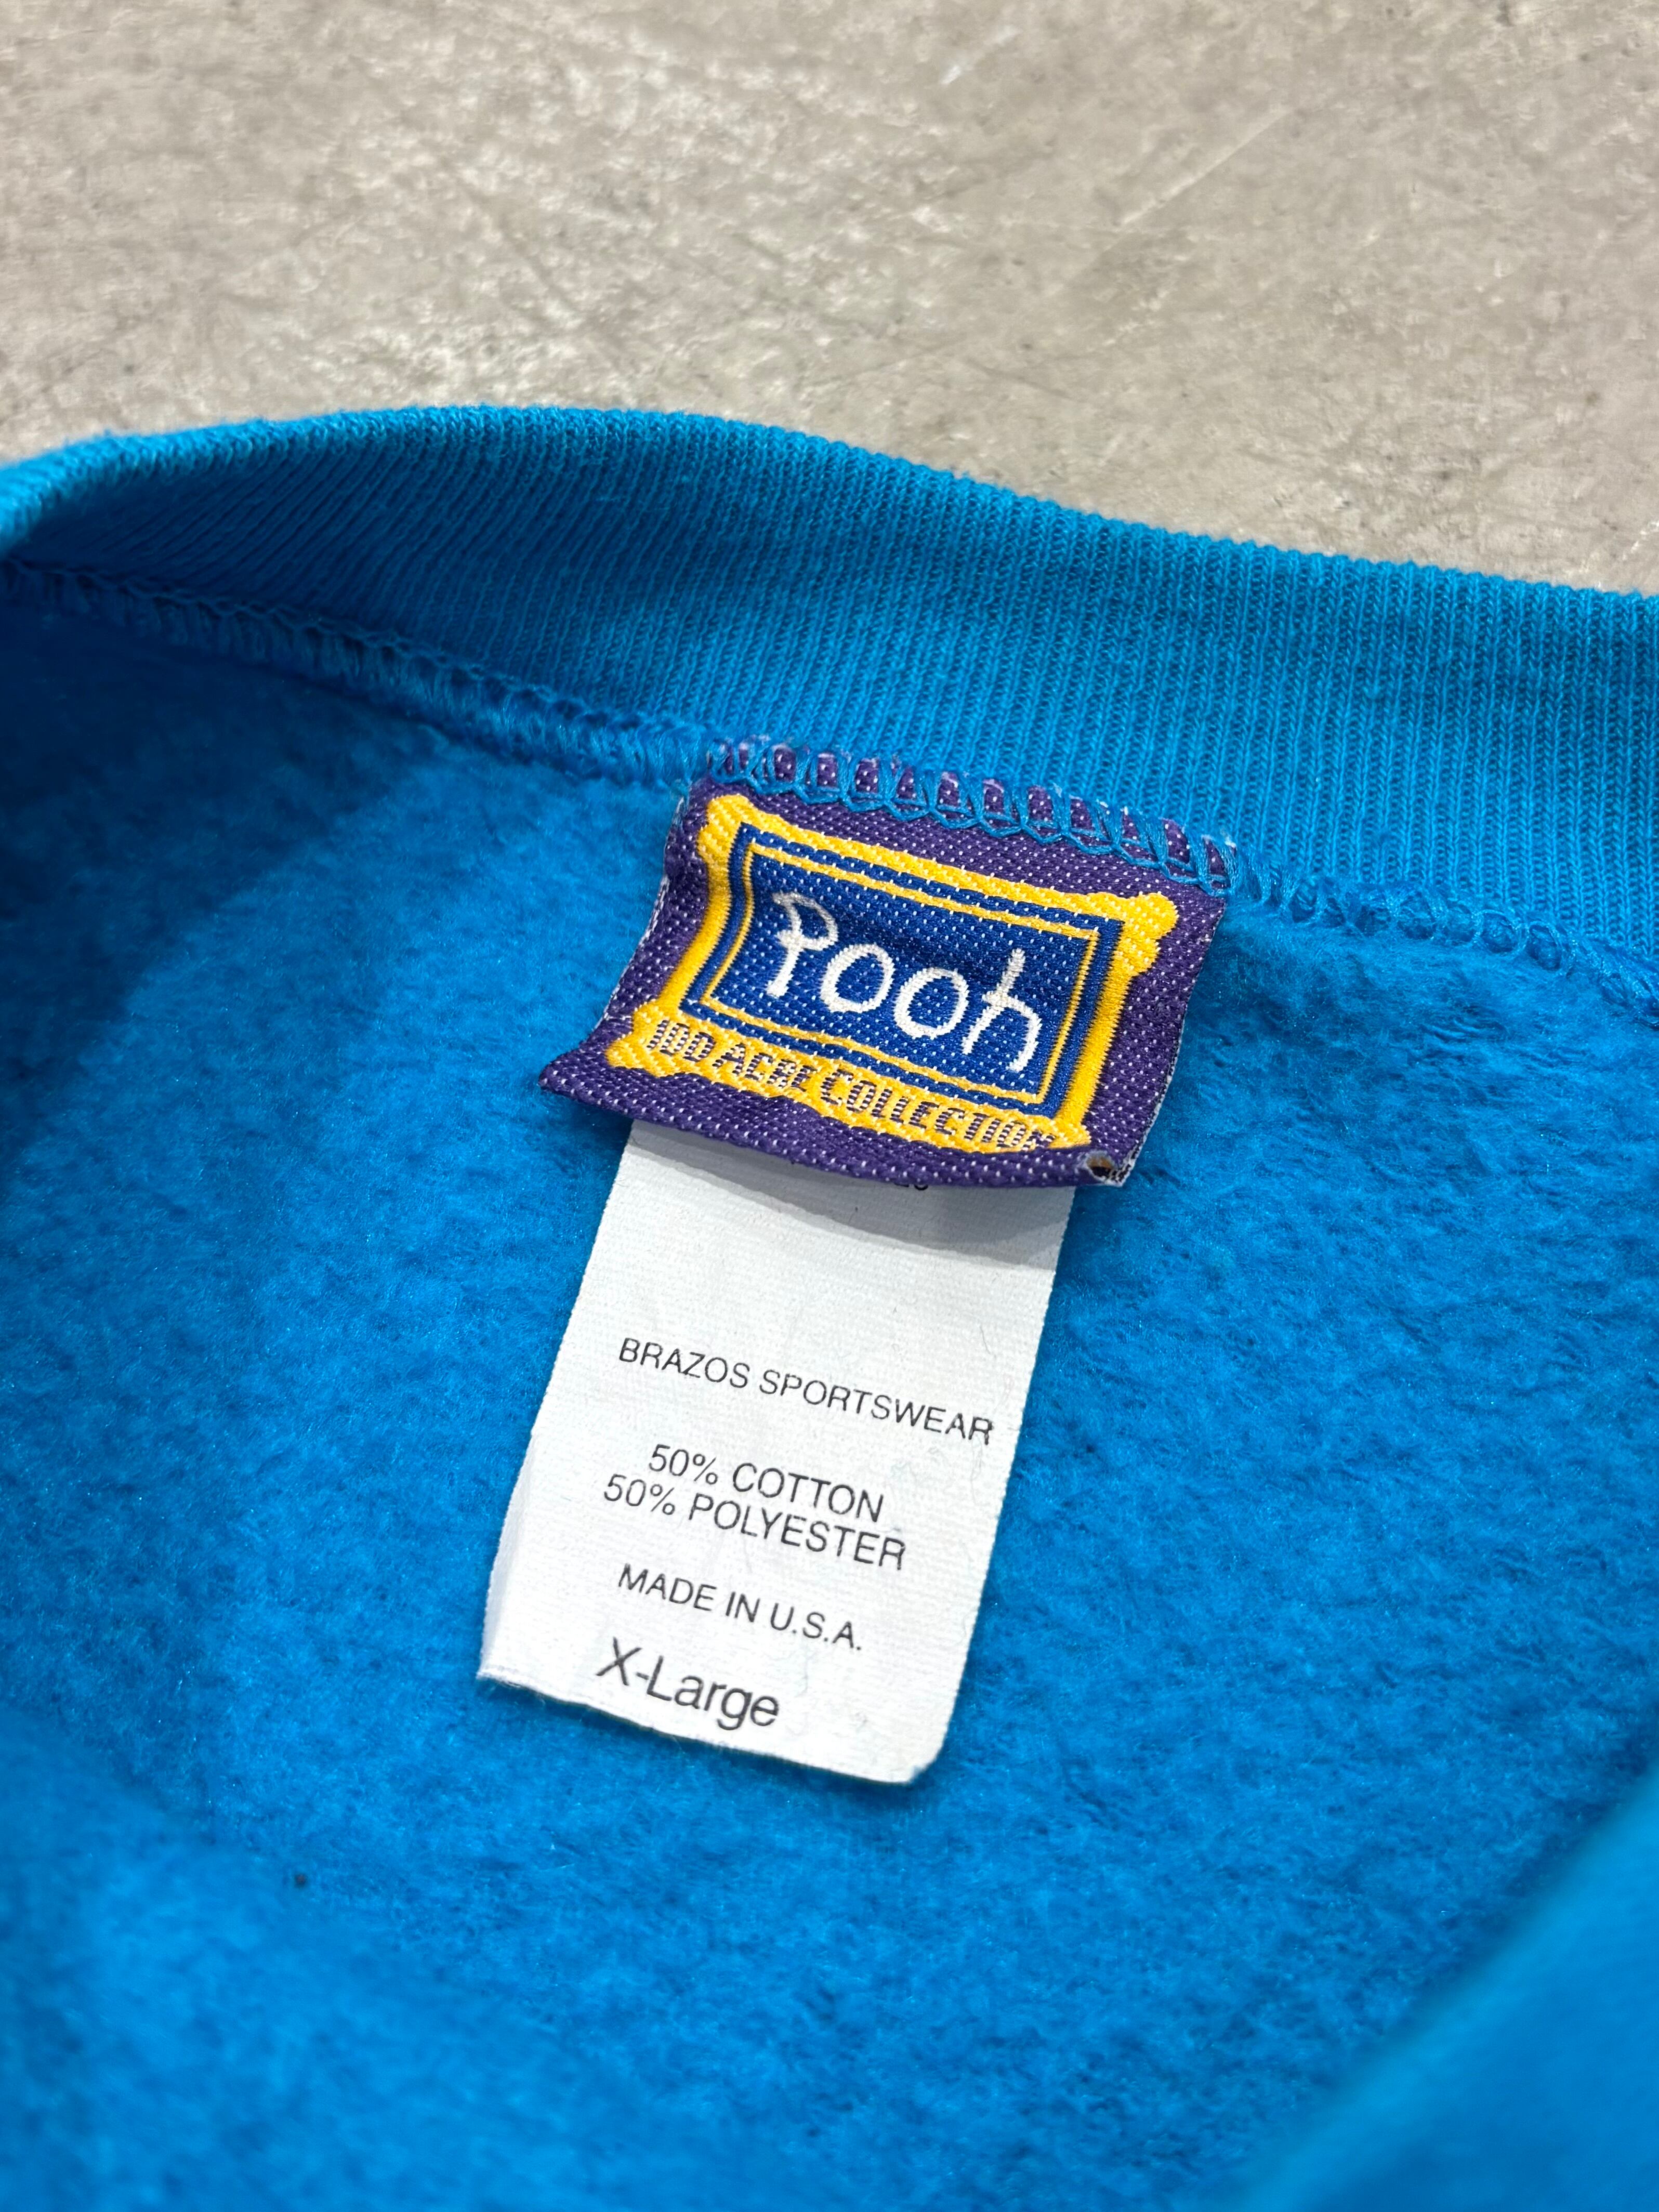 Pooh
100 ACRE COLLECTION
BRAZOS SPORTSWEAR
50% COTTON
50% POLYESTER
MADE IN U.S.A.
X-Large